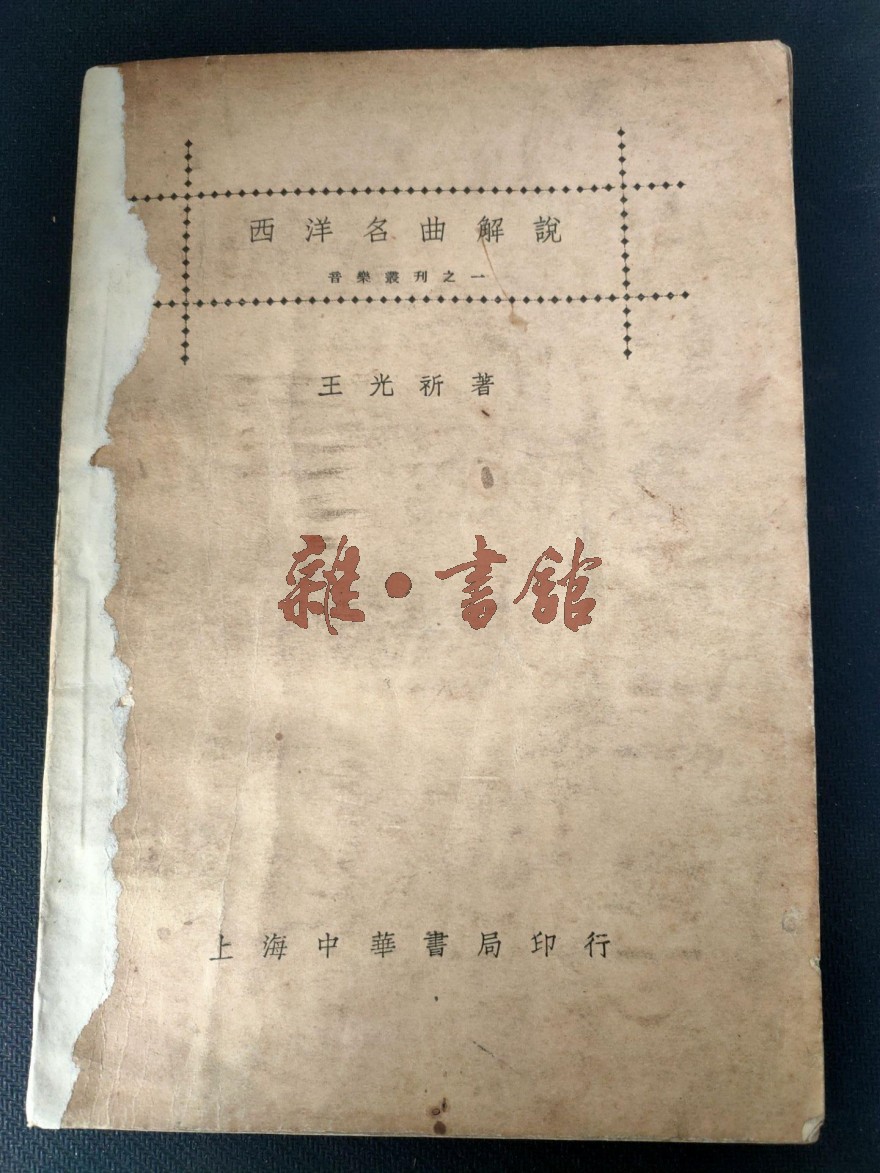 西洋名曲解說
音樂叢刊之一
王光祈著
雜·書館
上海中華書局印行